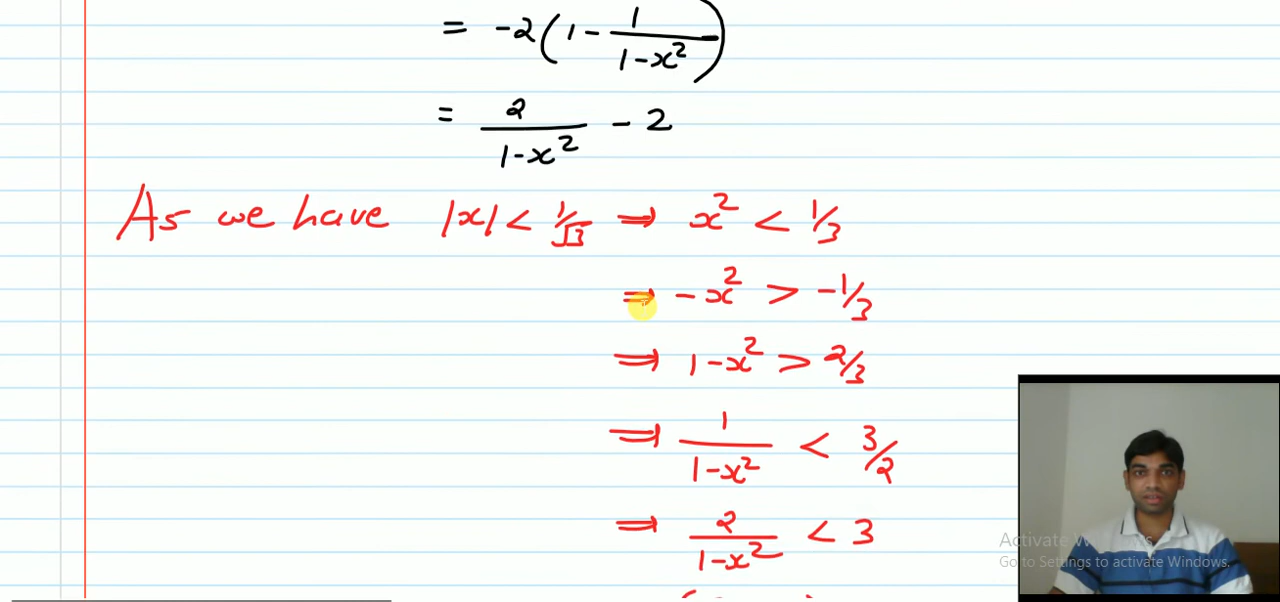 = -2(1 - 1/(1-x²))
= 2/(1-x²) - 2
As we have |x| < 1/√3 ⇒ x² < 1/3
⇒ -x² > -1/3
⇒ 1-x² > 2/3
⇒ 1/(1-x²) < 3/2
⇒ 2/(1-x²) < 3
Activate Windows.
Go to Settings to activate Windows.